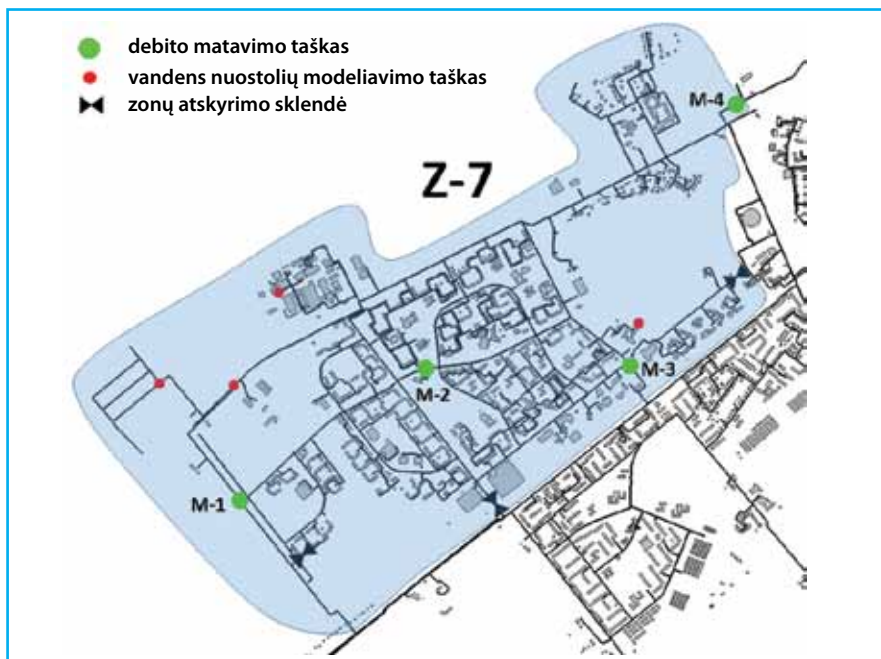 debito matavimo taškas
vandens nuostolių modeliavimo taškas
zonų atskyrimo sklendė
M-4
Z-7
M-2
M-3
M-1